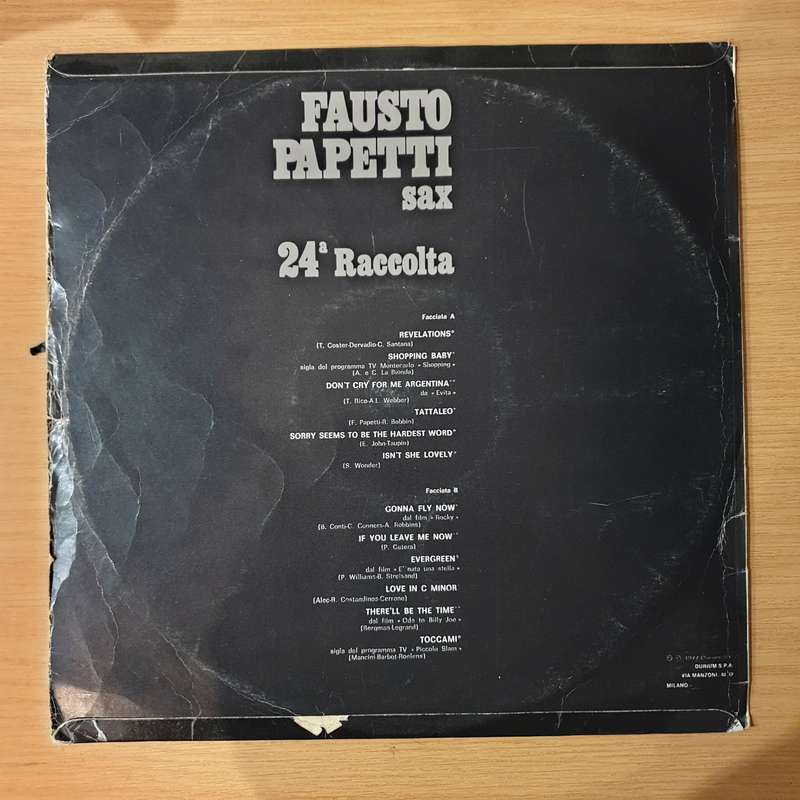 FAUSTO
PAPETTI
sax
24ª Raccolta
Facciata A
REVELATIONS*
(T. Coster-Dervadio-C. Santana)
SHOPPING BABY*
sigla del programma TV Montecarlo « Shopping »
(A. e C. La Bionda)
DON'T CRY FOR ME ARGENTINA**
da « Evita »
(T. Rice-A.L. Webber)
TATTALEO*
(F. Papetti-R. Bobbin)
SORRY SEEMS TO BE THE HARDEST WORD*
(E. John-Taupin)
ISN'T SHE LOVELY*
(S. Wonder)
Facciata B
GONNA FLY NOW**
dal film « Rocky »
(B. Conti-C. Conners-A. Robbins)
IF YOU LEAVE ME NOW**
(P. Cetera)
EVERGREEN*
dal film « E' nata una stella »
(P. Williams-B. Streisand)
LOVE IN C MINOR
(Alec-R. Costandinos-Cerrone)
THERE'LL BE THE TIME**
dal film « Ode to Billy Joe »
(Bergman-Legrand)
TOCCAMI*
sigla del programma TV « Piccolo Slam »
(Mancini-Barbot-Roelens)
1977
DURIUM S.P.A.
VIA MANZONI,
MILANO